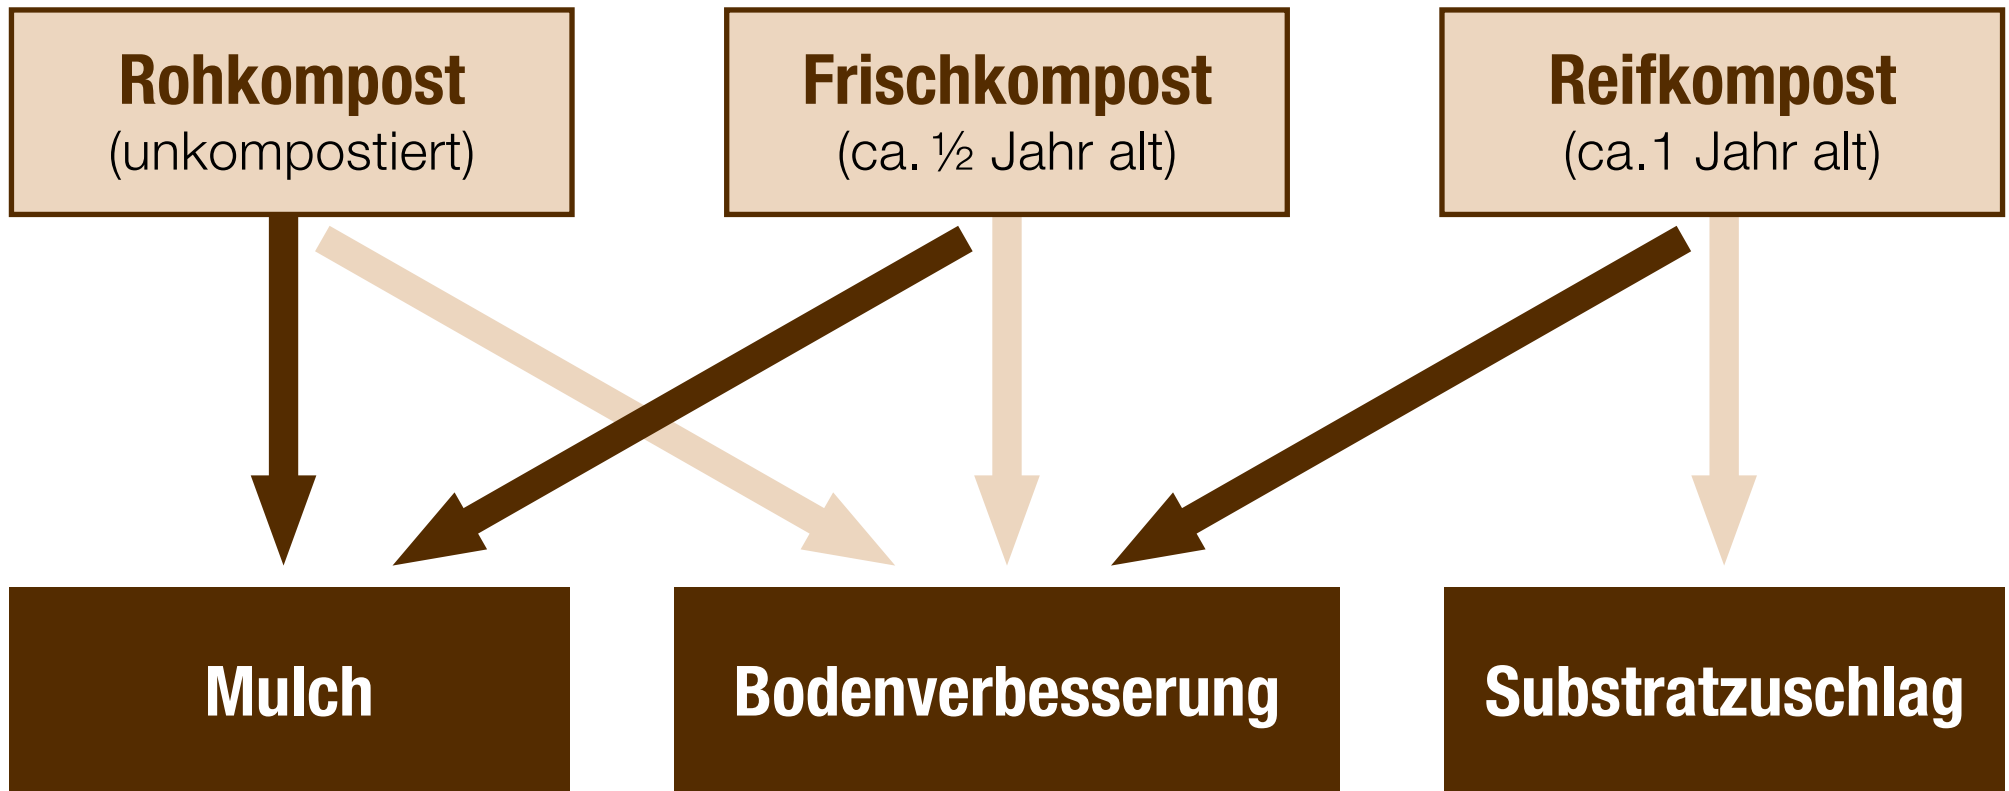 Rohkompost
(unkompostiert)
Frischkompost
(ca. ½ Jahr alt)
Reifkompost
(ca.1 Jahr alt)
Mulch
Bodenverbesserung
Substratzuschlag